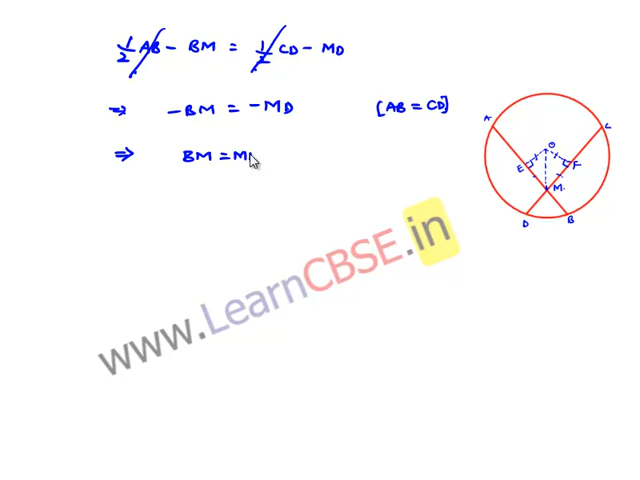 1/2 AB - BM = 1/2 CD - MD
⇒ -BM = -MD [AB = CD]
⇒ BM = M
A
C
O
E
F
M.
D
B
www.LearnCBSE.in